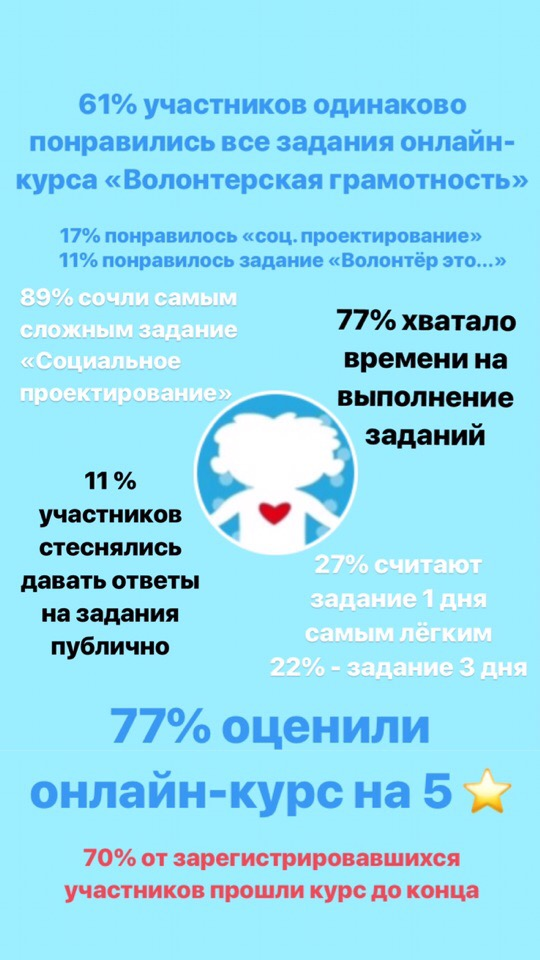 61% участников одинаково
понравились все задания онлайн-
курса «Волонтерская грамотность»
17% понравилось «соц. проектирование»
11% понравилось задание «Волонтёр это...»
89% сочли самым
сложным задание
«Социальное
проектирование»
77% хватало
времени на
выполнение
заданий
11 %
участников
стеснялись
давать ответы
на задания
публично
27% считают
задание 1 дня
самым лёгким
22% - задание 3 дня
77% оценили
онлайн-курс на 5 ⭐
70% от зарегистрировавшихся
участников прошли курс до конца